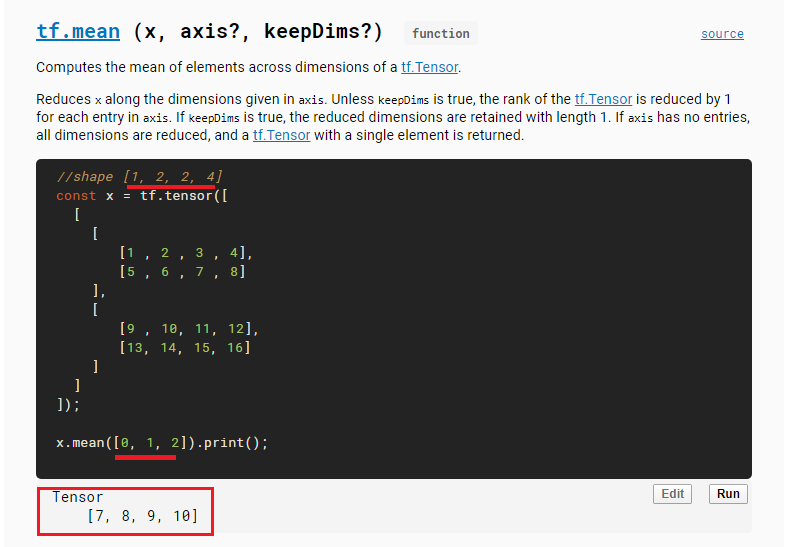 tf.mean (x, axis?, keepDims?) function source
Computes the mean of elements across dimensions of a tf.Tensor.
Reduces x along the dimensions given in axis. Unless keepDims is true, the rank of the tf.Tensor is reduced by 1
for each entry in axis. If keepDims is true, the reduced dimensions are retained with length 1. If axis has no entries,
all dimensions are reduced, and a tf.Tensor with a single element is returned.
//shape [1, 2, 2, 4]
const x = tf.tensor([
[
[
[1 , 2 , 3 , 4],
[5 , 6 , 7 , 8]
],
[
[9 , 10, 11, 12],
[13, 14, 15, 16]
]
]
]);
x.mean([0, 1, 2]).print();
Edit Run
Tensor
[7, 8, 9, 10]